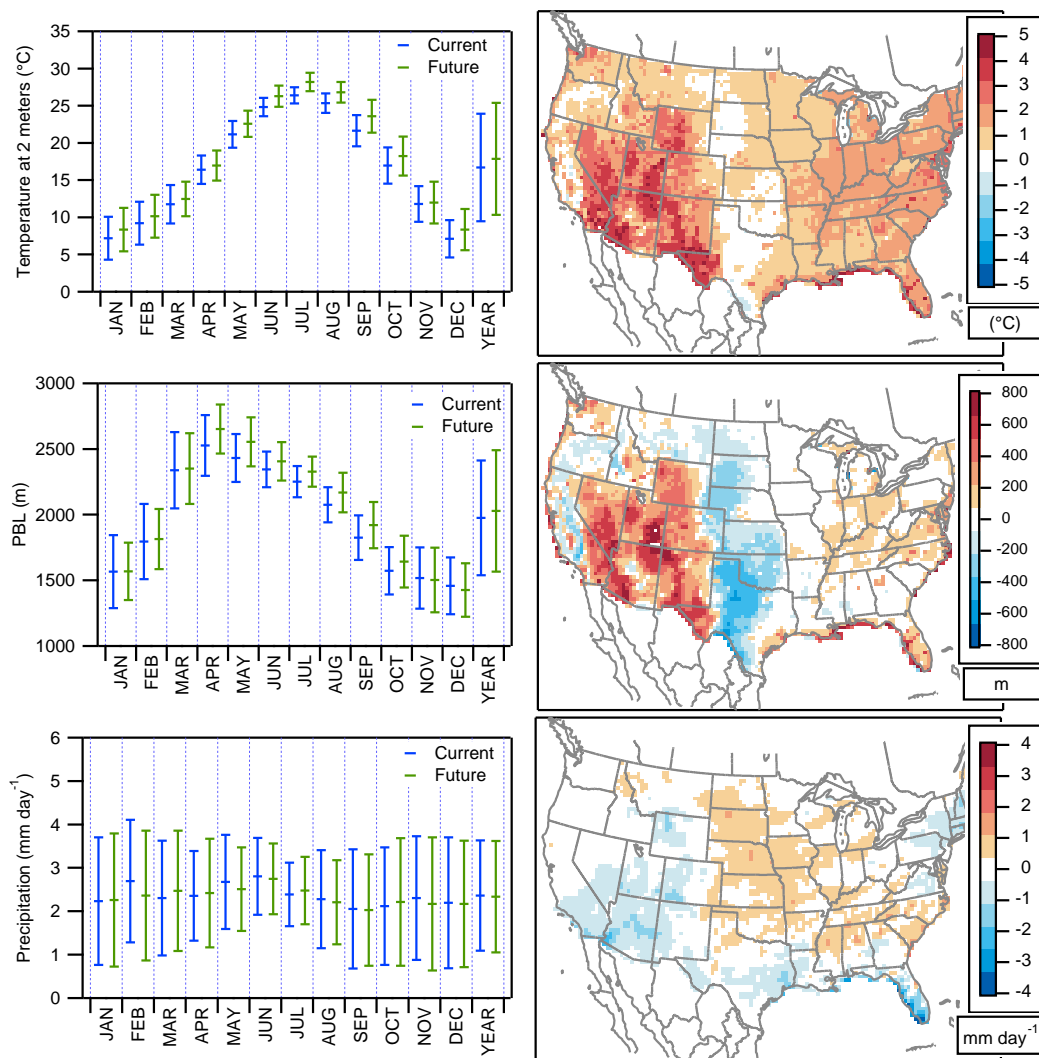 Temperature at 2 meters (°C)
35
30
25
20
15
10
5
0
Current
Future
JAN
FEB
MAR
APR
MAY
JUN
JUL
AUG
SEP
OCT
NOV
DEC
YEAR
5
4
3
2
1
0
-1
-2
-3
-4
-5
(°C)
PBL (m)
3000
2500
2000
1500
1000
Current
Future
JAN
FEB
MAR
APR
MAY
JUN
JUL
AUG
SEP
OCT
NOV
DEC
YEAR
800
600
400
200
0
-200
-400
-600
-800
m
Precipitation (mm day-1)
6
5
4
3
2
1
0
Current
Future
JAN
FEB
MAR
APR
MAY
JUN
JUL
AUG
SEP
OCT
NOV
DEC
YEAR
4
3
2
1
0
-1
-2
-3
-4
mm day-1